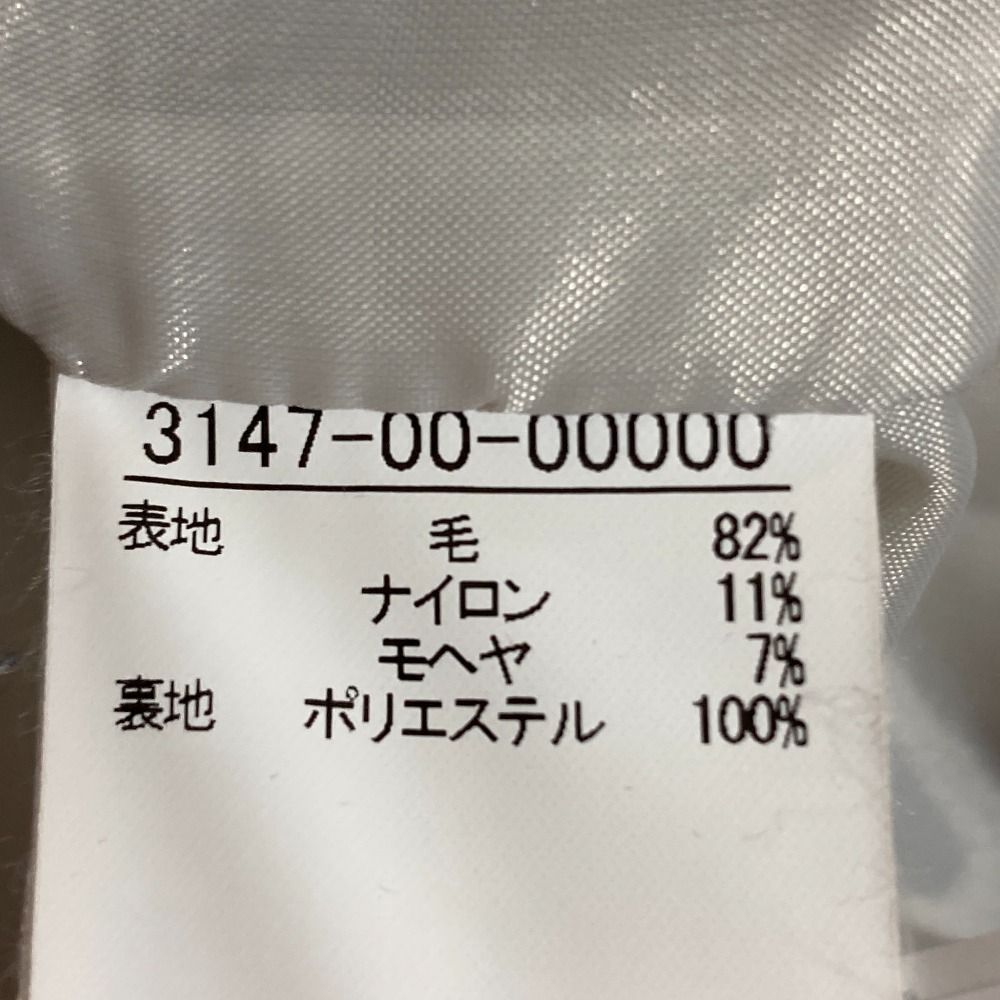 3147-00-00000
表地 毛 82%
ナイロン 11%
モヘヤ 7%
裏地 ポリエステル 100%